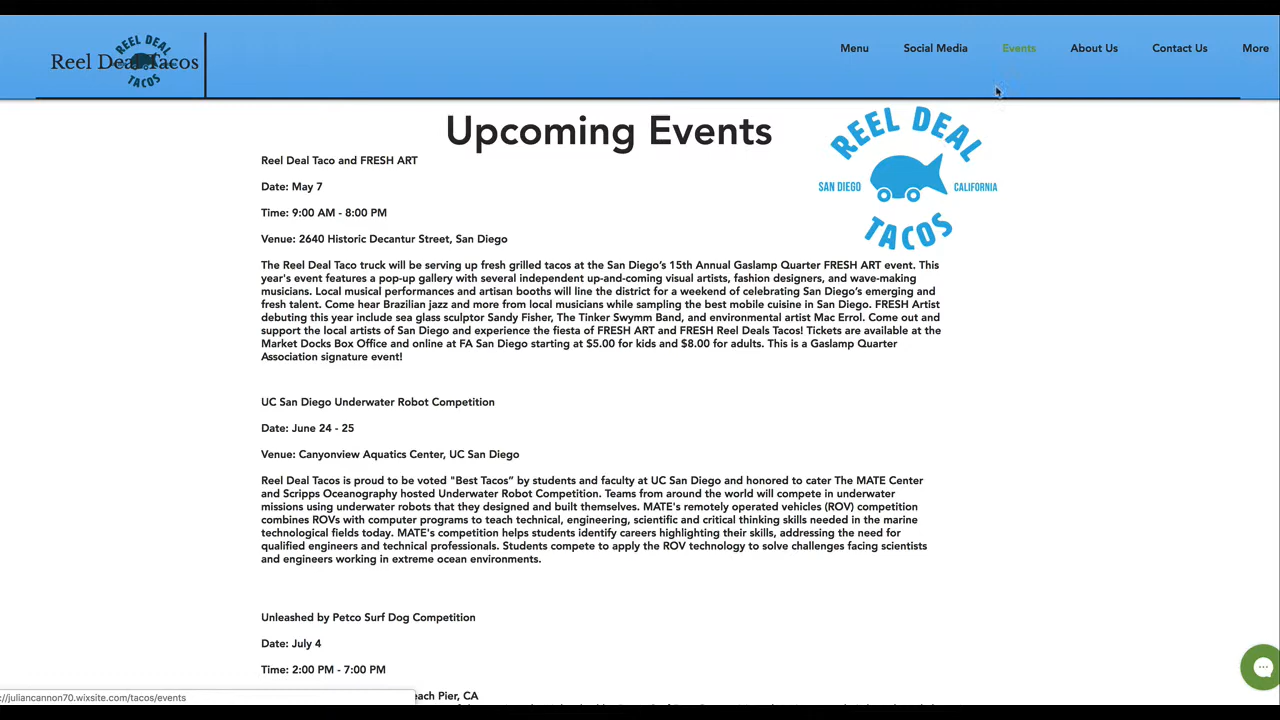 Reel Deal Tacos
REEL DEAL
TACOS
Menu
Social Media
Events
About Us
Contact Us
More
Upcoming Events
REEL DEAL
SAN DIEGO
CALIFORNIA
TACOS
Reel Deal Taco and FRESH ART
Date: May 7
Time: 9:00 AM - 8:00 PM
Venue: 2640 Historic Decantur Street, San Diego
The Reel Deal Taco truck will be serving up fresh grilled tacos at the San Diego’s 15th Annual Gaslamp Quarter FRESH ART event. This
year's event features a pop-up gallery with several independent up-and-coming visual artists, fashion designers, and wave-making
musicians. Local musical performances and artisan booths will line the district for a weekend of celebrating San Diego’s emerging and
fresh talent. Come hear Brazilian jazz and more from local musicians while sampling the best mobile cuisine in San Diego. FRESH Artist
debuting this year include sea glass sculptor Sandy Fisher, The Tinker Swymm Band, and environmental artist Mac Errol. Come out and
support the local artists of San Diego and experience the fiesta of FRESH ART and FRESH Reel Deals Tacos! Tickets are available at the
Market Docks Box Office and online at FA San Diego starting at $5.00 for kids and $8.00 for adults. This is a Gaslamp Quarter
Association signature event!
UC San Diego Underwater Robot Competition
Date: June 24 - 25
Venue: Canyonview Aquatics Center, UC San Diego
Reel Deal Tacos is proud to be voted "Best Tacos” by students and faculty at UC San Diego and honored to cater The MATE Center
and Scripps Oceanography hosted Underwater Robot Competition. Teams from around the world will compete in underwater
missions using underwater robots that they designed and built themselves. MATE's remotely operated vehicles (ROV) competition
combines ROVs with computer programs to teach technical, engineering, scientific and critical thinking skills needed in the marine
technological fields today. MATE's competition helps students identify careers highlighting their skills, addressing the need for
qualified engineers and technical professionals. Students compete to apply the ROV technology to solve challenges facing scientists
and engineers working in extreme ocean environments.
Unleashed by Petco Surf Dog Competition
Date: July 4
Time: 2:00 PM - 7:00 PM
each Pier, CA
://juliancannon70.wixsite.com/tacos/events